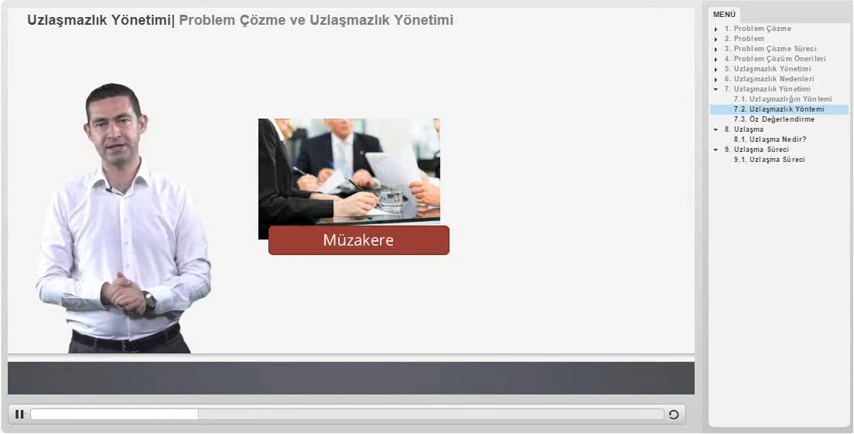 Uzlaşmazlık Yönetimi| Problem Çözme ve Uzlaşmazlık Yönetimi
Müzakere
MENÜ
1. Problem Çözme
2. Problem
3. Problem Çözme Süreci
4. Problem Çözüm Önerileri
5. Uzlaşmazlık Yönetimi
6. Uzlaşmazlık Nedenleri
7. Uzlaşmazlık Yönetimi
7.1. Uzlaşmazlığın Yöntemi
7.2. Uzlaşmazlık Yöntemi
7.3. Öz Değerlendirme
8. Uzlaşma
8.1. Uzlaşma Nedir?
9. Uzlaşma Süreci
9.1. Uzlaşma Süreci